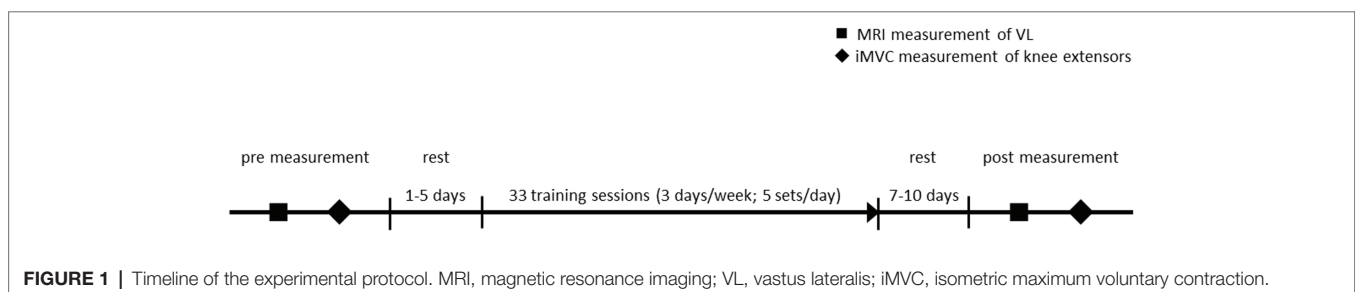 ■ MRI measurement of VL
◆ iMVC measurement of knee extensors
pre measurement rest rest post measurement
1-5 days 33 training sessions (3 days/week; 5 sets/day) 7-10 days
FIGURE 1 | Timeline of the experimental protocol. MRI, magnetic resonance imaging; VL, vastus lateralis; iMVC, isometric maximum voluntary contraction.